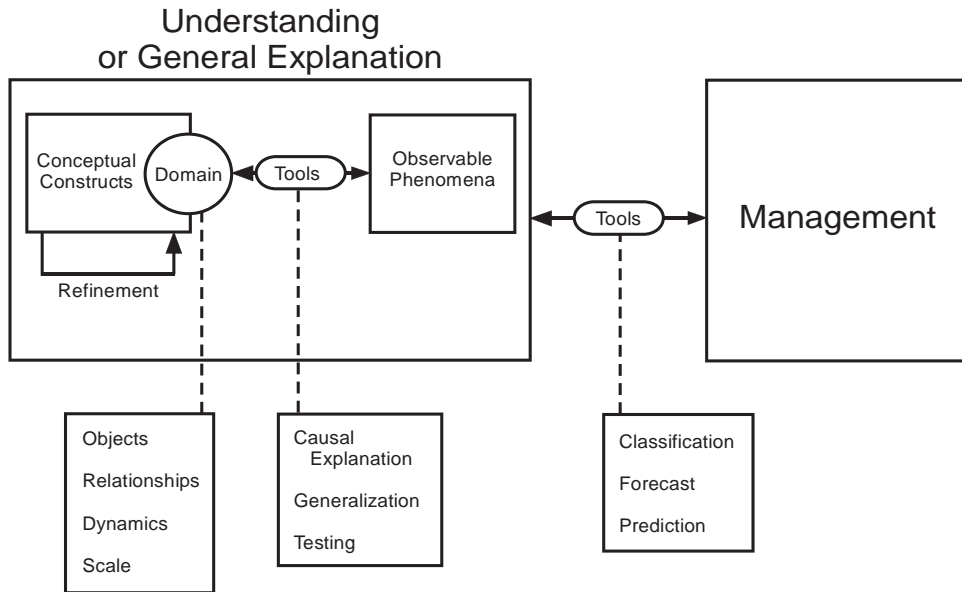 Understanding
or General Explanation
Conceptual
Constructs
Domain
Tools
Observable
Phenomena
Refinement
Tools
Management
Objects
Relationships
Dynamics
Scale
Causal
Explanation
Generalization
Testing
Classification
Forecast
Prediction